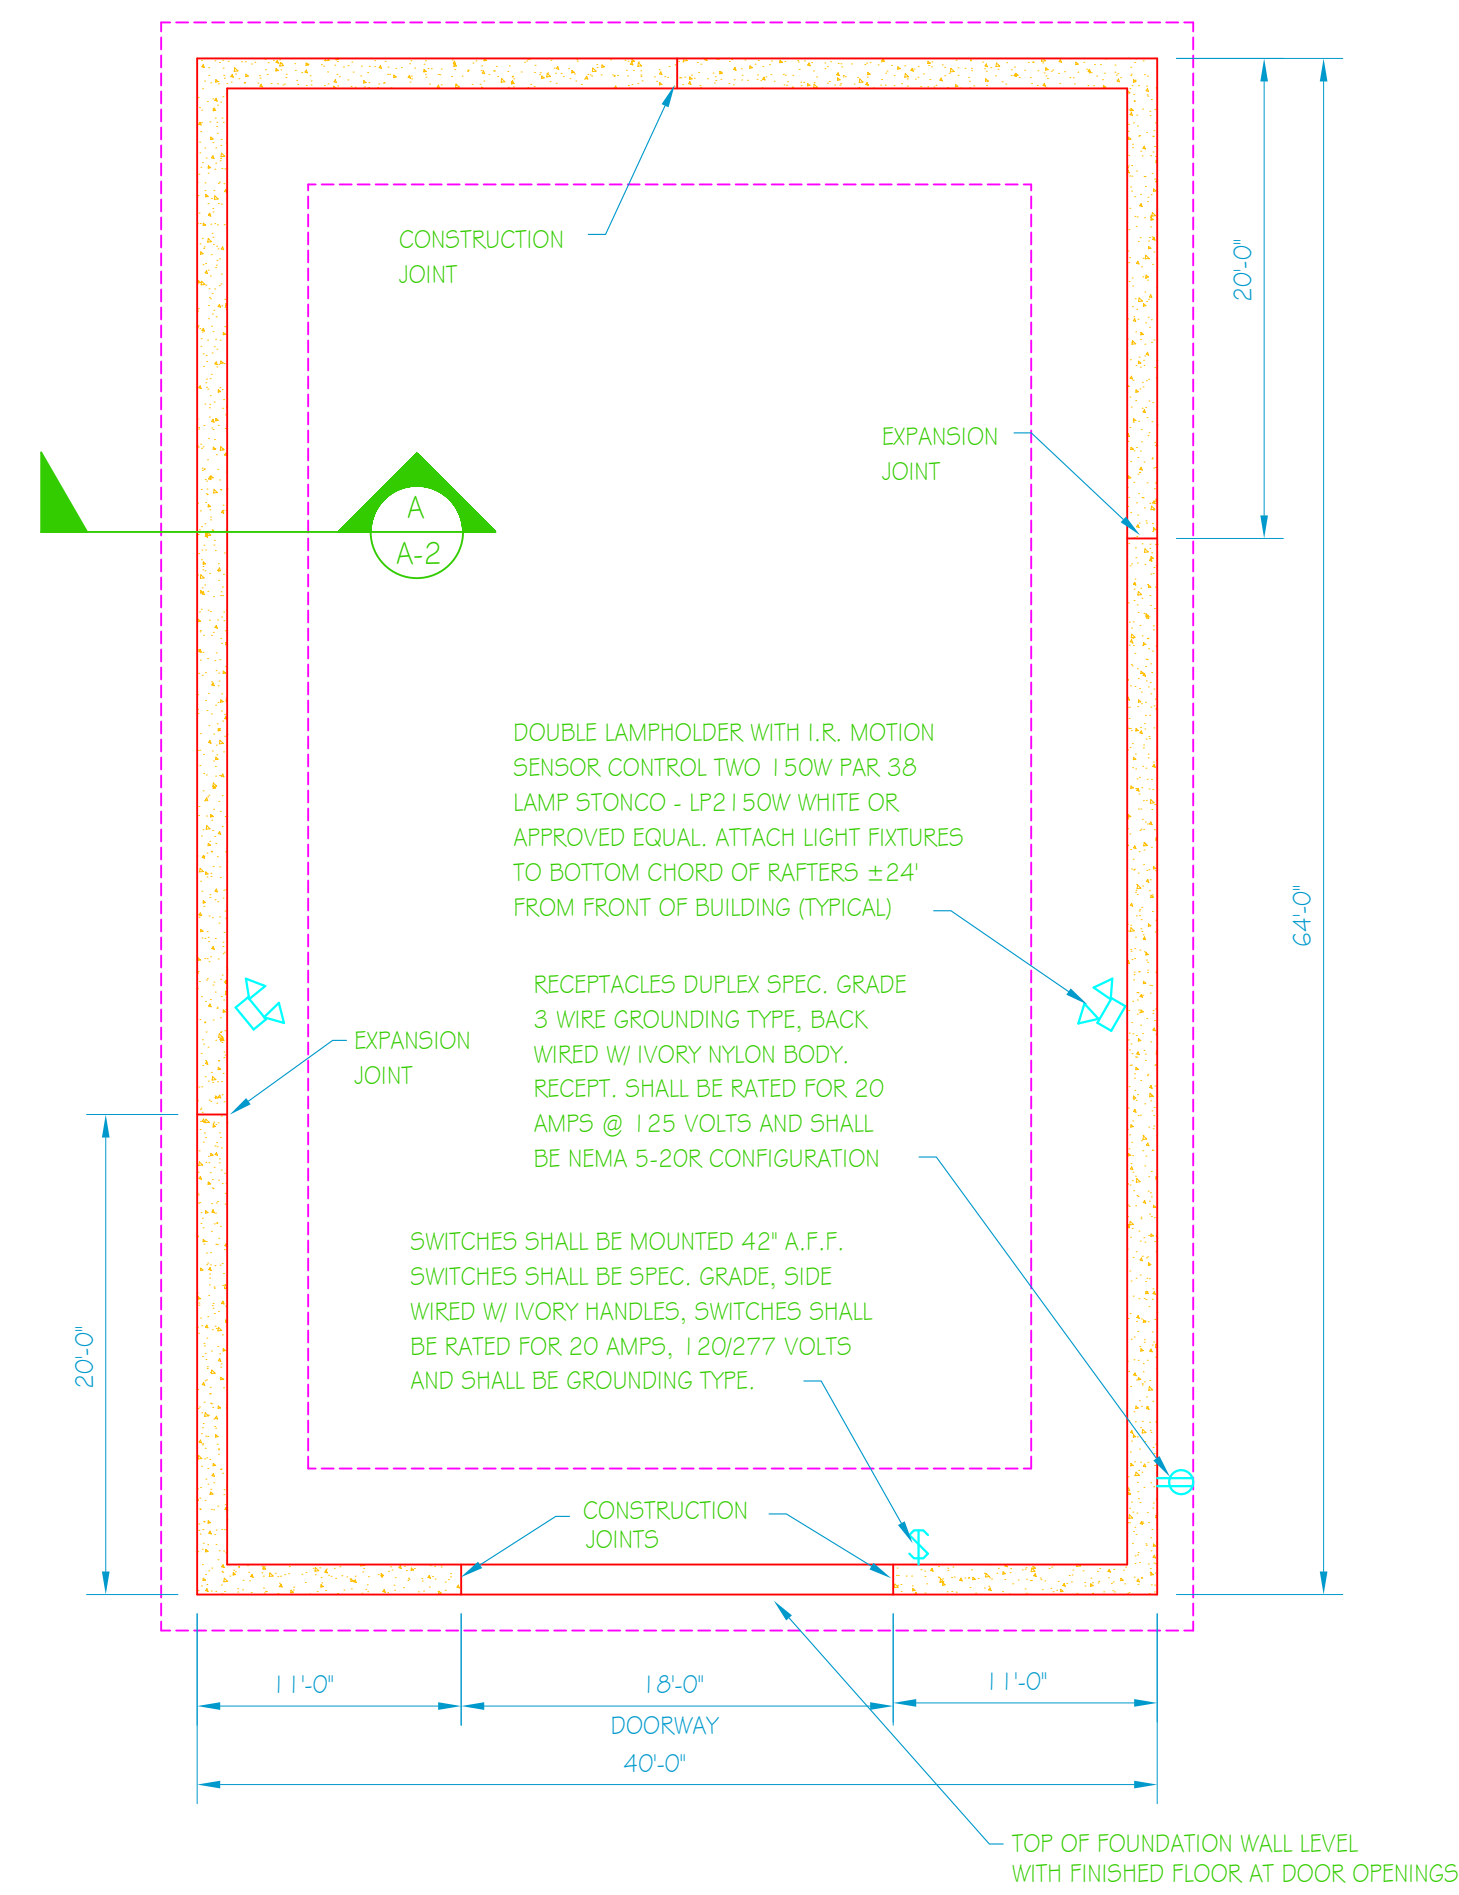 CONSTRUCTION
JOINT
20'-0"
EXPANSION
JOINT
A
A-2
DOUBLE LAMPHOLDER WITH I.R. MOTION
SENSOR CONTROL TWO 150W PAR 38
LAMP STONCO - LP2150W WHITE OR
APPROVED EQUAL. ATTACH LIGHT FIXTURES
TO BOTTOM CHORD OF RAFTERS ±24'
FROM FRONT OF BUILDING (TYPICAL)
64'-0"
RECEPTACLES DUPLEX SPEC. GRADE
3 WIRE GROUNDING TYPE, BACK
WIRED W/ IVORY NYLON BODY.
RECEPT. SHALL BE RATED FOR 20
AMPS @ 125 VOLTS AND SHALL
BE NEMA 5-20R CONFIGURATION
EXPANSION
JOINT
SWITCHES SHALL BE MOUNTED 42" A.F.F.
SWITCHES SHALL BE SPEC. GRADE, SIDE
WIRED W/ IVORY HANDLES, SWITCHES SHALL
BE RATED FOR 20 AMPS, 120/277 VOLTS
AND SHALL BE GROUNDING TYPE.
20'-0"
CONSTRUCTION
JOINTS
$
11'-0"
18'-0"
11'-0"
DOORWAY
40'-0"
TOP OF FOUNDATION WALL LEVEL
WITH FINISHED FLOOR AT DOOR OPENINGS